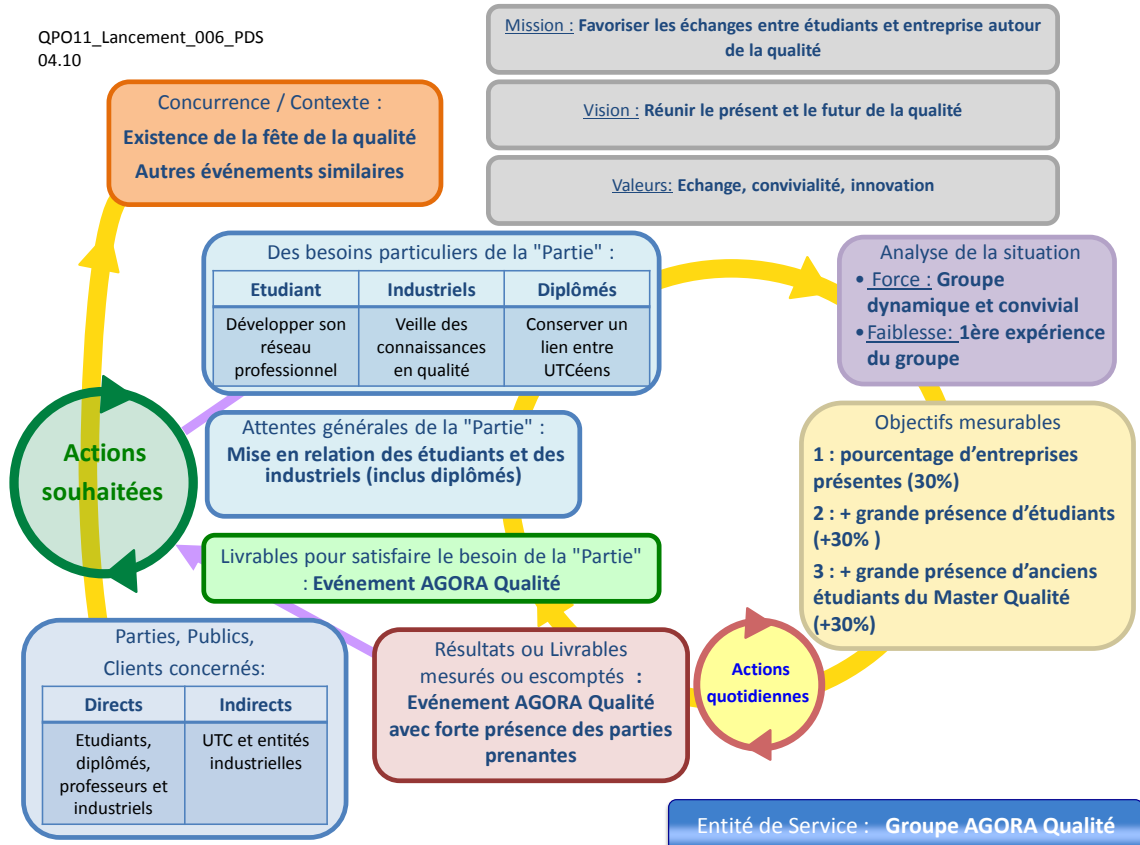 QPO11_Lancement_006_PDS
04.10
Mission : Favoriser les échanges entre étudiants et entreprise autour
de la qualité
Vision : Réunir le présent et le futur de la qualité
Valeurs: Echange, convivialité, innovation
Concurrence / Contexte :
Existence de la fête de la qualité
Autres événements similaires
Des besoins particuliers de la "Partie" :
Etudiant Industriels Diplômés
Développer son Veille des Conserver un
réseau connaissances lien entre
professionnel en qualité UTCéens
Analyse de la situation
• Force : Groupe
dynamique et convivial
•Faiblesse: 1ère expérience
du groupe
Actions
souhaitées
Attentes générales de la "Partie" :
Mise en relation des étudiants et des
industriels (inclus diplômés)
Objectifs mesurables
1 : pourcentage d'entreprises
présentes (30%)
2 : + grande présence d'étudiants
(+30% )
3 : + grande présence d'anciens
étudiants du Master Qualité
(+30%)
Livrables pour satisfaire le besoin de la "Partie"
: Evénement AGORA Qualité
Parties, Publics,
Clients concernés:
Directs Indirects
Etudiants, UTC et entités
diplômés, industrielles
professeurs et
industriels
Résultats ou Livrables
mesurés ou escomptés :
Evénement AGORA Qualité
avec forte présence des parties
prenantes
Actions
quotidiennes
Entité de Service : Groupe AGORA Qualité